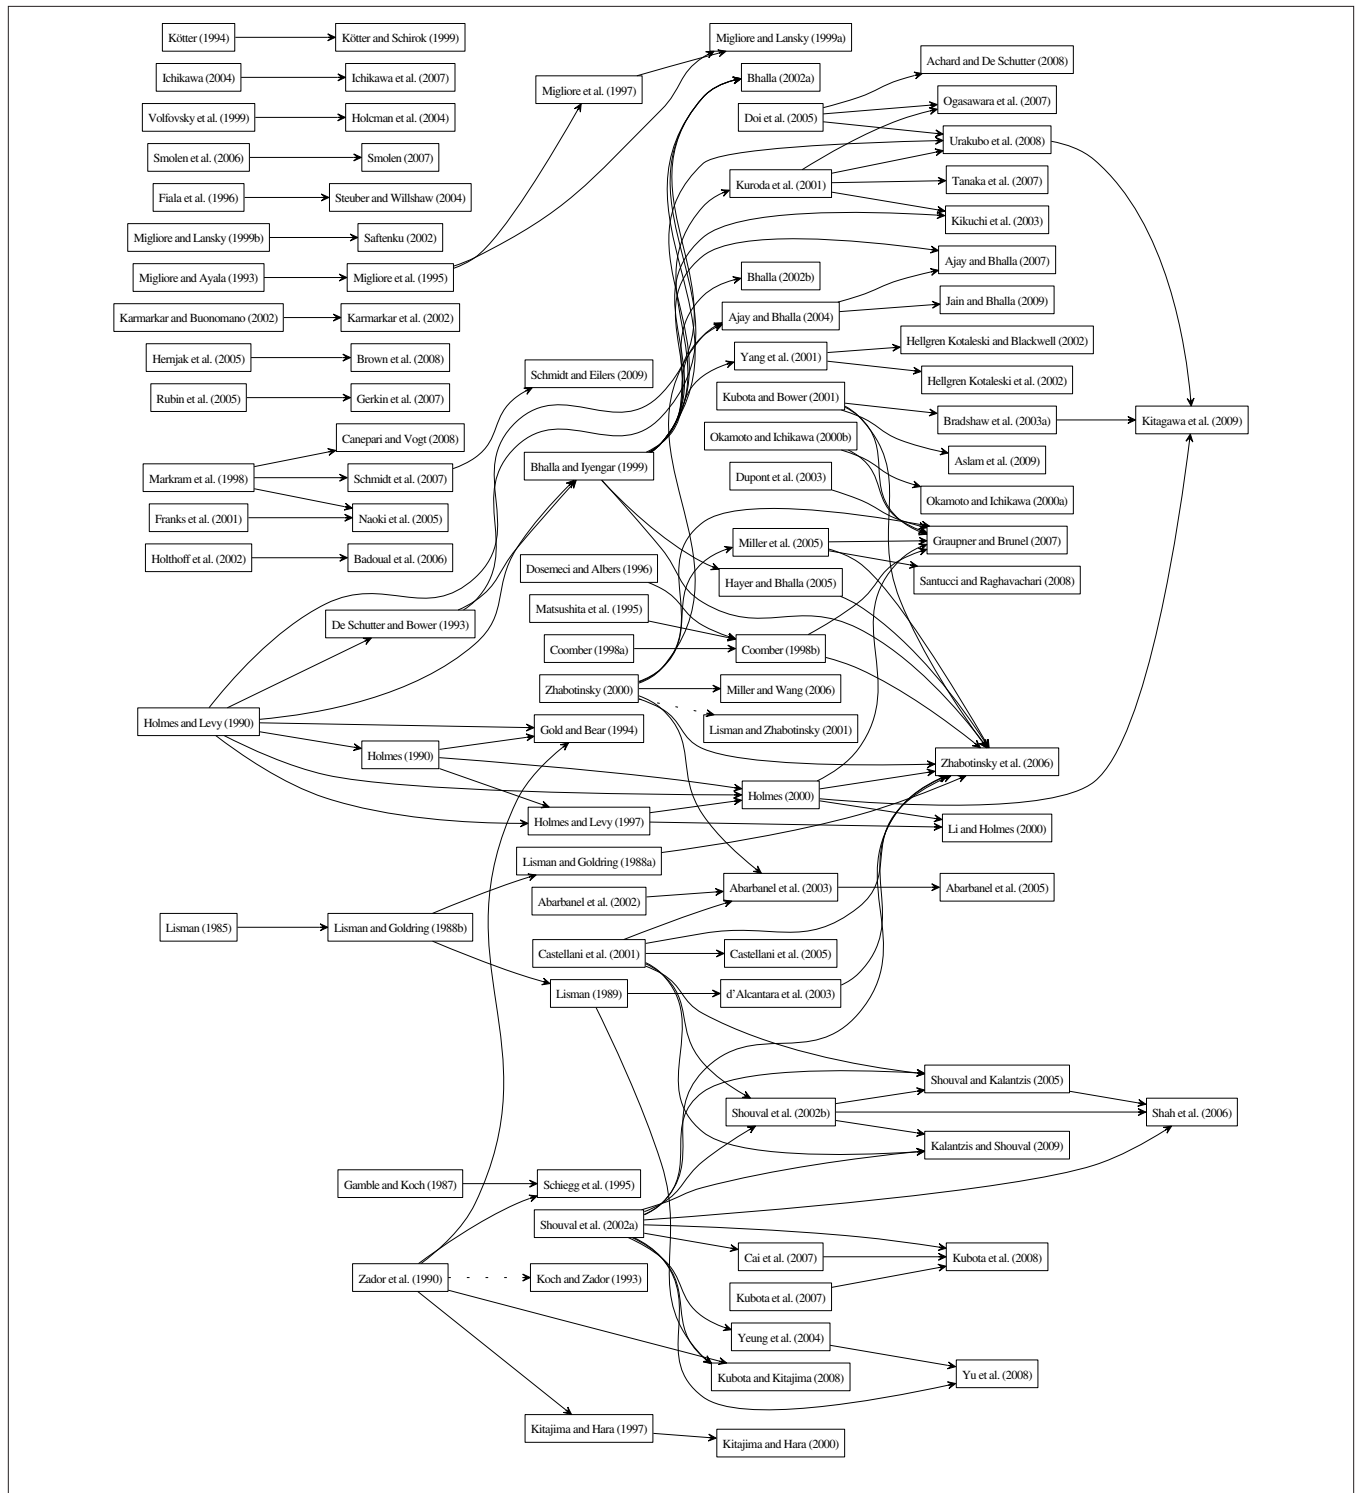 Kötter (1994)
Kötter and Schirok (1999)
Ichikawa (2004)
Ichikawa et al. (2007)
Volfovsky et al. (1999)
Holcman et al. (2004)
Smolen et al. (2006)
Smolen (2007)
Fiala et al. (1996)
Steuber and Willshaw (2004)
Migliore and Lansky (1999b)
Saftenku (2002)
Migliore and Ayala (1993)
Migliore et al. (1995)
Karmarkar and Buonomano (2002)
Karmarkar et al. (2002)
Hernjak et al. (2005)
Brown et al. (2008)
Rubin et al. (2005)
Gerkin et al. (2007)
Canepari and Vogt (2008)
Markram et al. (1998)
Schmidt et al. (2007)
Franks et al. (2001)
Naoki et al. (2005)
Holthoff et al. (2002)
Badoual et al. (2006)
De Schutter and Bower (1993)
Holmes and Levy (1990)
Holmes (1990)
Lisman (1985)
Lisman and Goldring (1988b)
Gamble and Koch (1987)
Zador et al. (1990)
Migliore et al. (1997)
Schmidt and Eilers (2009)
Bhalla and Iyengar (1999)
Dosemeci and Albers (1996)
Matsushita et al. (1995)
Coomber (1998a)
Zhabotinsky (2000)
Gold and Bear (1994)
Holmes and Levy (1997)
Lisman and Goldring (1988a)
Abarbanel et al. (2002)
Castellani et al. (2001)
Lisman (1989)
Schiegg et al. (1995)
Shouval et al. (2002a)
Koch and Zador (1993)
Kitajima and Hara (1997)
Migliore and Lansky (1999a)
Bhalla (2002a)
Doi et al. (2005)
Kuroda et al. (2001)
Bhalla (2002b)
Ajay and Bhalla (2004)
Yang et al. (2001)
Kubota and Bower (2001)
Okamoto and Ichikawa (2000b)
Dupont et al. (2003)
Miller et al. (2005)
Hayer and Bhalla (2005)
Coomber (1998b)
Miller and Wang (2006)
Lisman and Zhabotinsky (2001)
Holmes (2000)
Abarbanel et al. (2003)
Castellani et al. (2005)
d'Alcantara et al. (2003)
Shouval et al. (2002b)
Cai et al. (2007)
Kubota et al. (2007)
Yeung et al. (2004)
Kubota and Kitajima (2008)
Kitajima and Hara (2000)
Achard and De Schutter (2008)
Ogasawara et al. (2007)
Urakubo et al. (2008)
Tanaka et al. (2007)
Kikuchi et al. (2003)
Ajay and Bhalla (2007)
Jain and Bhalla (2009)
Hellgren Kotaleski and Blackwell (2002)
Hellgren Kotaleski et al. (2002)
Bradshaw et al. (2003a)
Aslam et al. (2009)
Okamoto and Ichikawa (2000a)
Graupner and Brunel (2007)
Santucci and Raghavachari (2008)
Zhabotinsky et al. (2006)
Li and Holmes (2000)
Abarbanel et al. (2005)
Shouval and Kalantzis (2005)
Kalantzis and Shouval (2009)
Kubota et al. (2008)
Yu et al. (2008)
Kitagawa et al. (2009)
Shah et al. (2006)